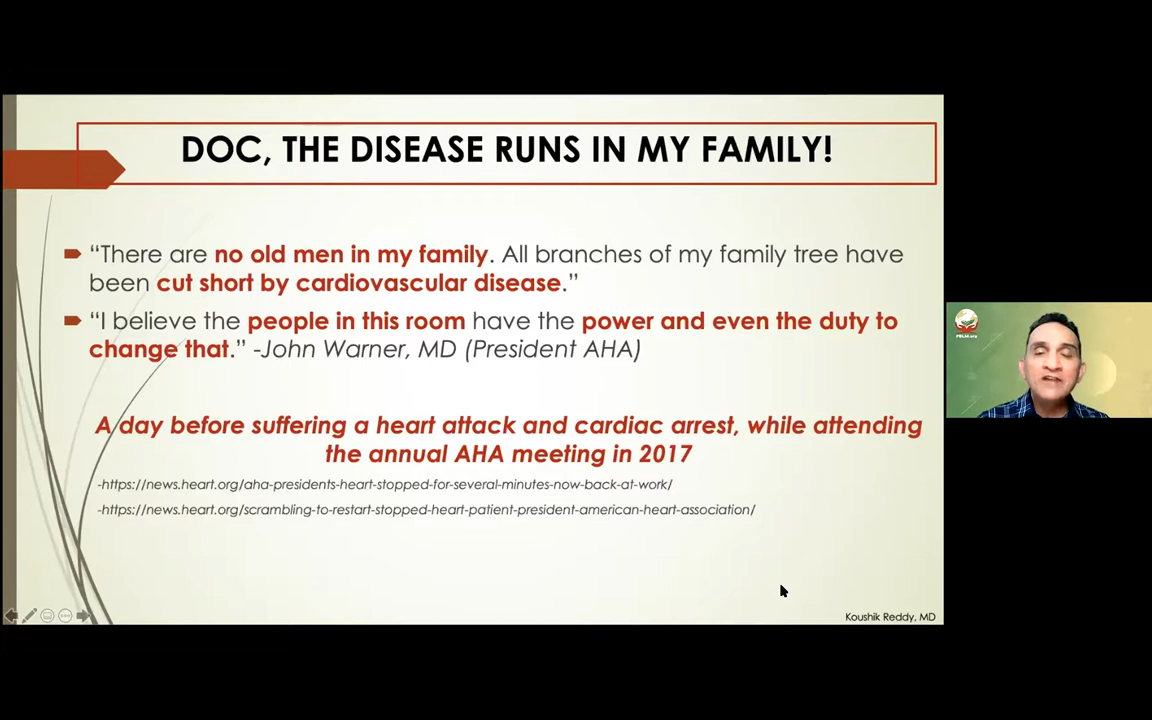 DOC, THE DISEASE RUNS IN MY FAMILY!
“There are no old men in my family. All branches of my family tree have
been cut short by cardiovascular disease.”
“I believe the people in this room have the power and even the duty to
change that.” -John Warner, MD (President AHA)
A day before suffering a heart attack and cardiac arrest, while attending
the annual AHA meeting in 2017
-https://news.heart.org/aha-presidents-heart-stopped-for-several-minutes-now-back-at-work/
-https://news.heart.org/scrambling-to-restart-stopped-heart-patient-president-american-heart-association/
Koushik Reddy, MD